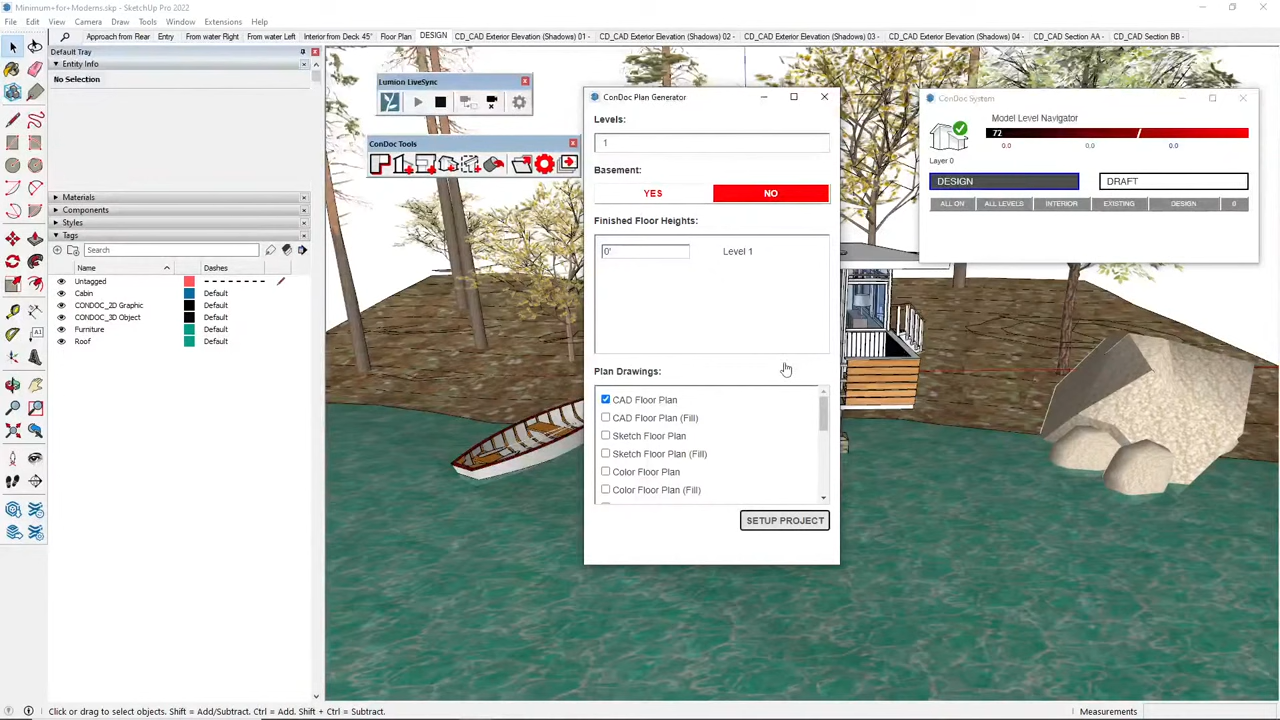 Minimum+for+Moderns.skp - SketchUp Pro 2022
File Edit View Camera Draw Tools Window Extensions Help
Approach from Rear Entry From water Right From water Left Interior from Deck 45° Floor Plan DESIGN CD_CAD Exterior Elevation (Shadows) 01 - CD_CAD Exterior Elevation (Shadows) 02 - CD_CAD Exterior Elevation (Shadows) 03 - CD_CAD Exterior Elevation (Shadows) 04 - CD_CAD Section AA - CD_CAD Section BB -
Default Tray
Entity Info
No Selection
Materials
Components
Styles
Tags
Search
Name Dashes
Untagged
Cabin Default
CONDOC_2D Graphic Default
CONDOC_3D Object Default
Furniture Default
Roof Default
Lumion LiveSync
ConDoc Tools
ConDoc Plan Generator
Levels:
1
Basement:
YES NO
Finished Floor Heights:
0' Level 1
Plan Drawings:
CAD Floor Plan
CAD Floor Plan (Fill)
Sketch Floor Plan
Sketch Floor Plan (Fill)
Color Floor Plan
Color Floor Plan (Fill)
SETUP PROJECT
ConDoc System
Model Level Navigator
72
0.0 0.0 0.0
Layer 0
DESIGN DRAFT
ALL ON ALL LEVELS INTERIOR EXISTING DESIGN 0
Click or drag to select objects. Shift = Add/Subtract. Ctrl = Add. Shift + Ctrl = Subtract.
Measurements